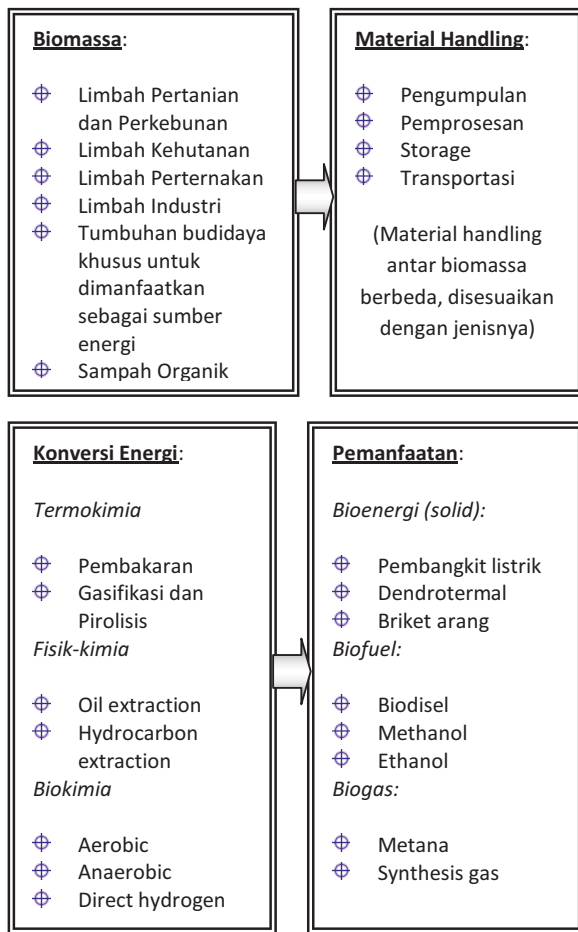 Biomassa:
Limbah Pertanian
dan Perkebunan
Limbah Kehutanan
Limbah Perternakan
Limbah Industri
Tumbuhan budidaya
khusus untuk
dimanfaatkan
sebagai sumber
energi
Sampah Organik
Material Handling:
Pengumpulan
Pemprosesan
Storage
Transportasi
(Material handling
antar biomassa
berbeda, disesuaikan
dengan jenisnya)
Konversi Energi:
Termokimia
Pembakaran
Gasifikasi dan
Pirolisis
Fisik-kimia
Oil extraction
Hydrocarbon
extraction
Biokimia
Aerobic
Anaerobic
Direct hydrogen
Pemanfaatan:
Bioenergi (solid):
Pembangkit listrik
Dendrotermal
Briket arang
Biofuel:
Biodisel
Methanol
Ethanol
Biogas:
Metana
Synthesis gas